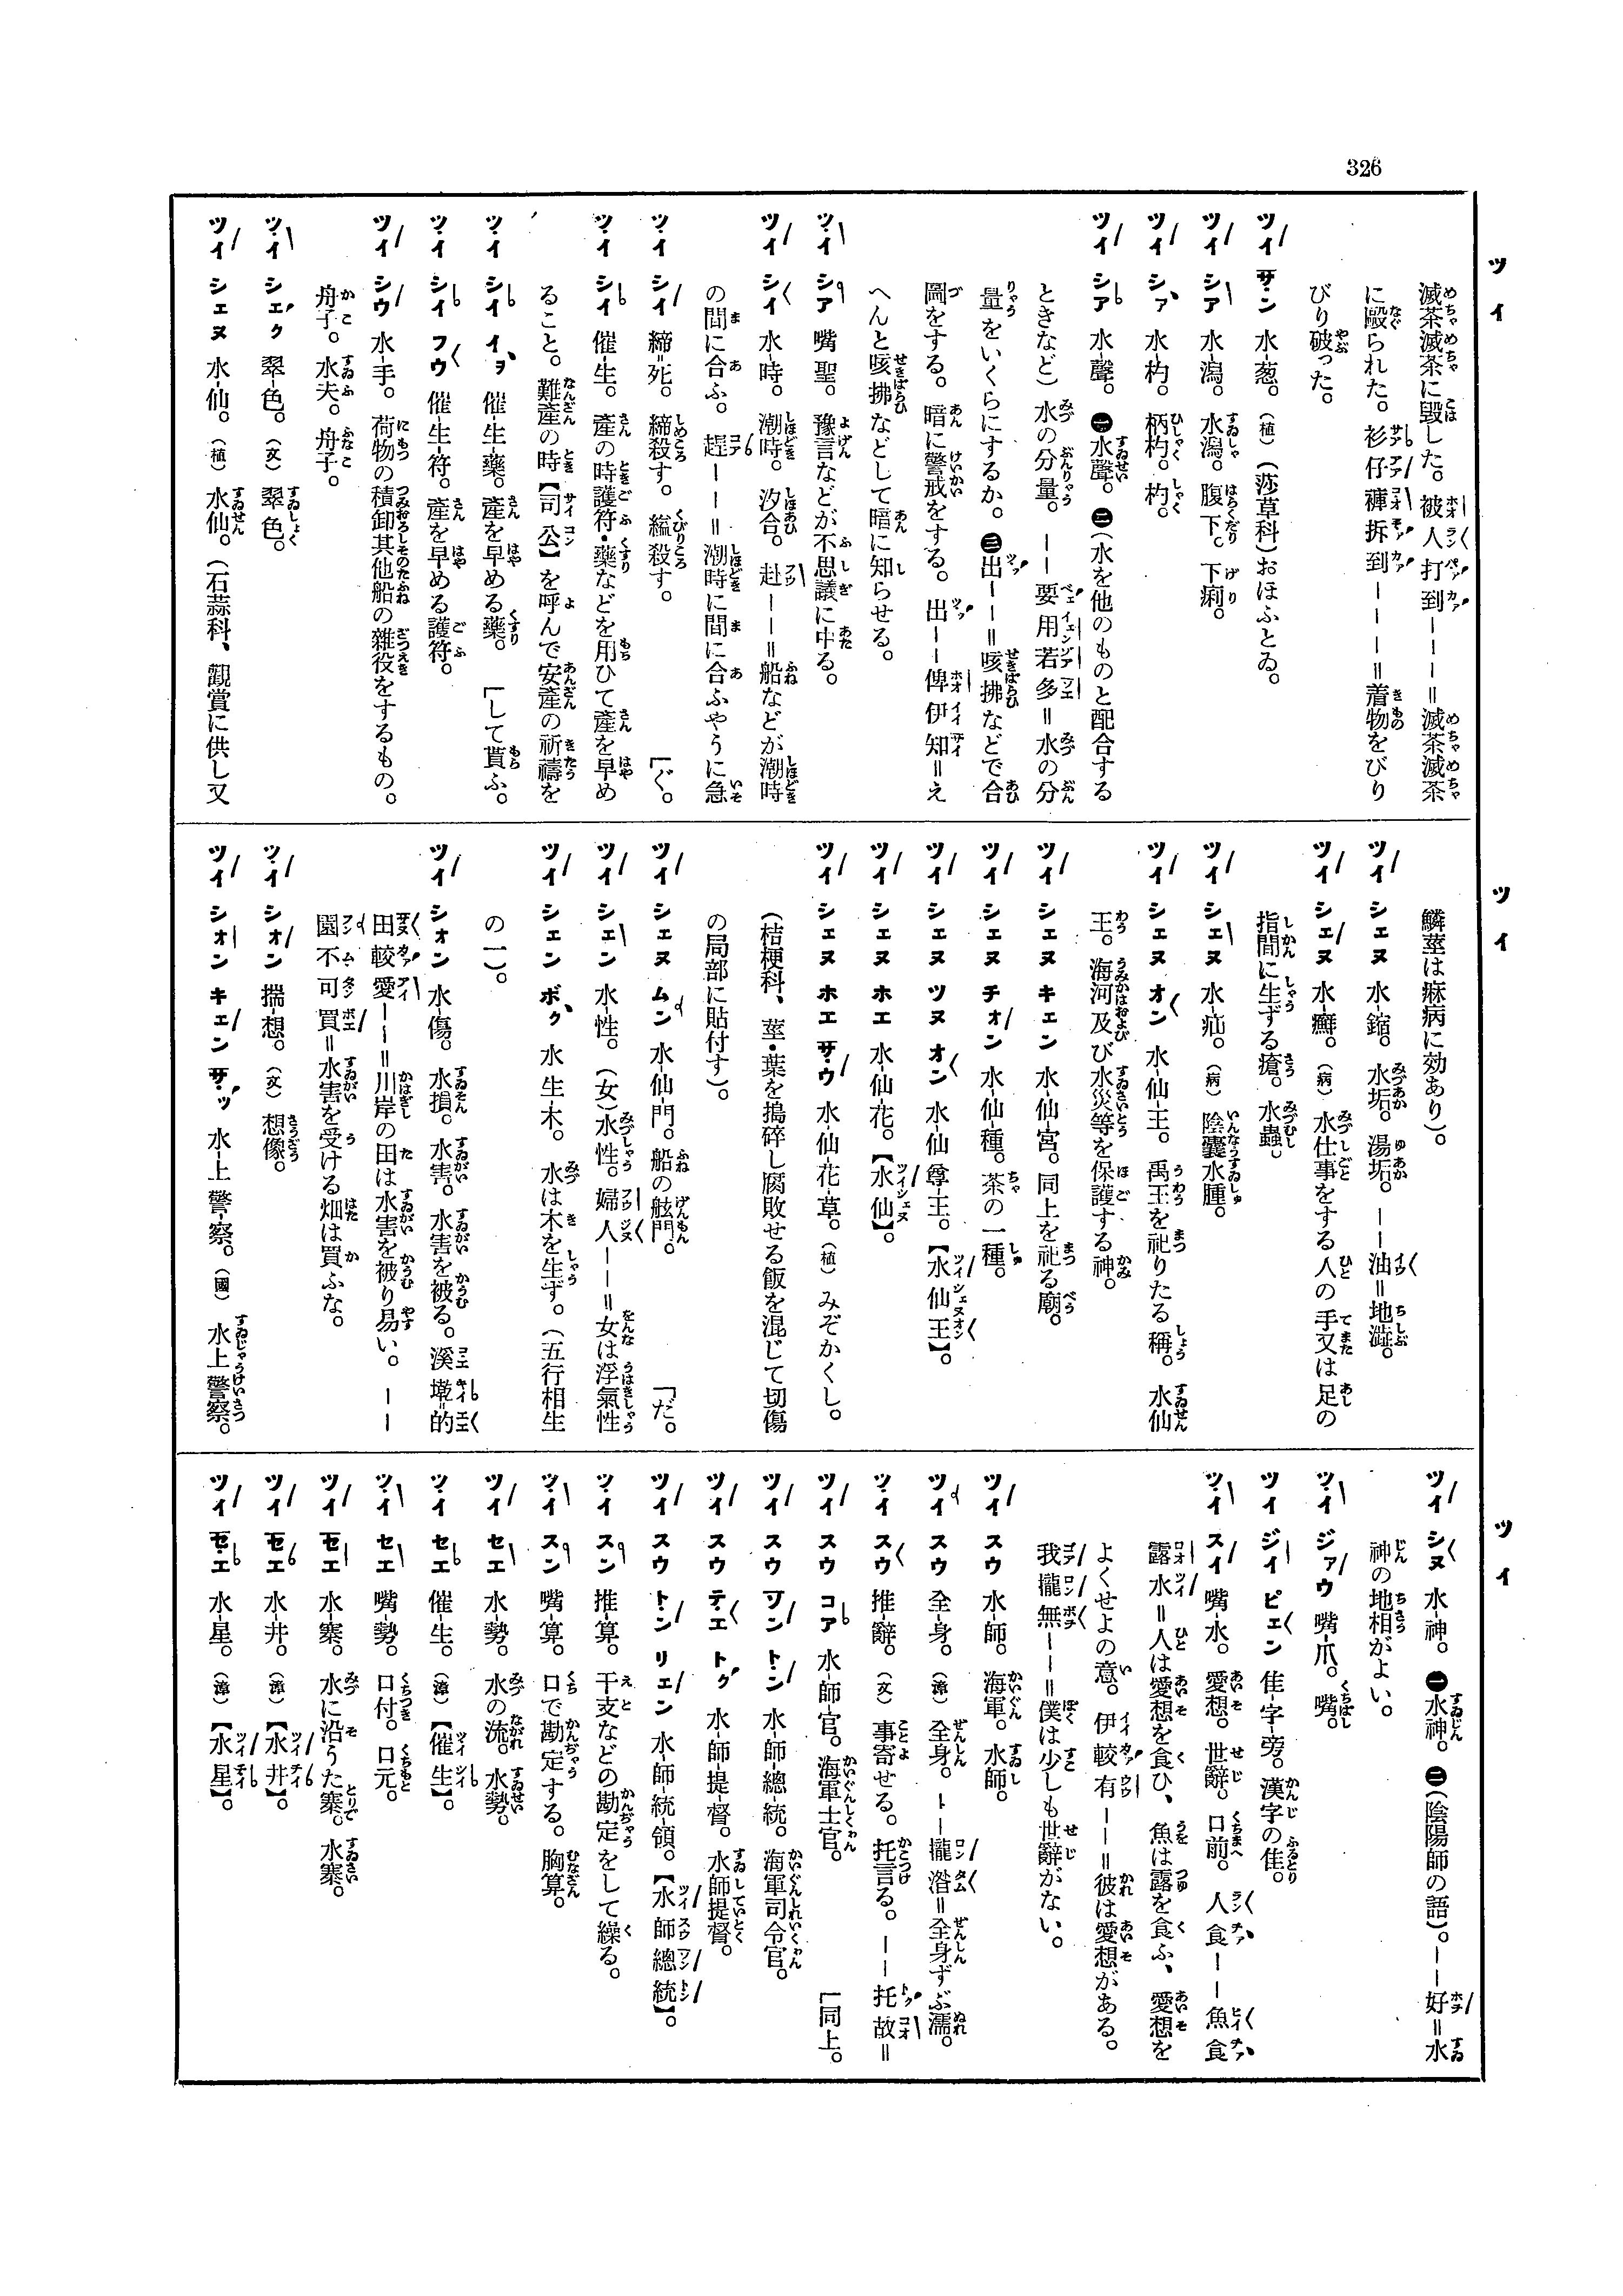 326
ツイ
滅茶滅茶に毀した。被人打到ーーー=滅茶滅茶
に毆られた。衫仔褲拆到ーーー=着物をびり
びり破った。
ツイ サン 水-葱。(植)(莎草科)おほふとゐ。
ツイ シア 水-瀉。水瀉。腹下。下痢。
ツイ シァ 水-杓。柄杓。杓。
ツイ シア 水-聲。㊀水聲。㊁(水を他のものと配合する
ときなど)水の分量。ーー要用若多=水の分
量をいくらにするか。㊂出ーー=咳拂などで合
圖をする。暗に警戒をする。出ーー俾伊知=え
へんと咳拂などして暗に知らせる。
ツイ シア 嘴聖。豫言などが不思議に中る。
ツイ シイ 水-時。潮時。汐合。赴ーー=船などが潮時
の間に合ふ。趕ーー=潮時に間に合ふやうに急
ツイ シイ 縋=死。締殺す。縊殺す。 「ぐ。
ツイ シイ 催-生。產の時護符・藥などを用ひて產を早め
ること。難產の時【司公】を呼んで安產の祈禱を
ツイ シイ イヲ 催-生-藥。產を早める藥。 「して貰ふ。
ツイ シイ フウ 催-生-符。產を早める護符。
ツイ シウ 水-手。荷物の積卸其他船の雜役をするもの。
舟子。水夫。舟子。
ツイ シェク 翠-色。(文)翠色。
ツイ シェヌ 水-仙。(植)水仙。(石蒜科、觀賞に供し又
ツイ
鱗莖は痳病に効あり)。
ツイ シェヌ 水-鏽。水垢。湯垢。ーー油=地澁。
ツイ シェヌ 水-癬。(病)水仕事をする人の手又は足の
指間に生ずる瘡。水蟲。
ツイ シェヌ 水-疝。(病)陰囊水腫。
ツイ シェヌ オン 水-仙-王。禹王を祀りたる稱。水仙
王。海河及び水災等を保護する神。
ツイ シェヌ キェン 水-仙-宮。同上を祀る廟。
ツイ シェヌ チォン 水-仙-種。茶の一種。
ツイ シェヌ ツヌ オン 水-仙尊-王。【水仙王】。
ツイ シェヌ ホエ 水-仙-花。【水仙】。
ツイ シェヌ ホエ サウ 水-仙-花-草。(植)みぞかくし。
(桔梗科、莖・葉を搗碎し腐敗せる飯を混じて切傷
の局部に貼付す)。
ツイ シェヌ ムン 水-仙-門。船の舷門。 「だ。
ツイ シェン 水-性。(女)水性。婦人ーー=女は浮氣性
ツイ シェン ボク 水生-木。水は木を生ず。(五行相生
の一)。
ツイ シォン 水-傷。水損。水害。水害を被る。溪墘=的
田較愛ーー=川岸の田は水害を被り易い。ーー
園不可買=水害を受ける畑は買ふな。
ツイ シォン 揣-想。(文)想像。
ツイ シォン キェン サッ 水-上警-察。(國)水上警察。
ツイ
ツイ シヌ 水-神。㊀水神。㊁(陰陽師の語)。ーー好=水
神の地相がよい。
ツイ ジァウ 嘴-爪。嘴。
ツイ ジイ ピェン 隹-字-旁。漢字の隹。
ツイ スイ 嘴-水。愛想。世辭。口前。人食ーー魚食
露水=人は愛想を食ひ、魚は露を食ふ、愛想を
よくせよの意。伊較有ーー=彼は愛想がある。
我攏無ーー=僕は少しも世辭がない。
ツイ スウ 水-師。海軍。水師。
ツイ スウ 全-身。(漳)全身。ーー攏潛=全身ずぶ濡。
ツイ スウ 推-辭。(文)事寄せる。托言る。ーー托故=
ツイ スウ コア 水-師-官。海軍士官。 「同上。
ツイ スウ ソン トン 水-師-總-統。海軍司令官。
ツイ スウ テエ トク 水-師-提-督。水師提督。
ツイ スウ トン リェン 水-師-統-領。【水師總統】。
ツイ スン 推-算。干支などの勘定をして繰る。
ツイ スン 嘴-算。口で勘定する。胸算。
ツイ セエ 水-勢。水の流。水勢。
ツイ セエ 催-生。(漳)【催生】。
ツイ セエ 嘴-勢。口付。口元。
ツイ セエ 水-寨。水に沿うた寨。水寨。
ツイ セエ 水-井。(漳)【水井】。
ツイ セエ 水-星。(漳)【水星】。